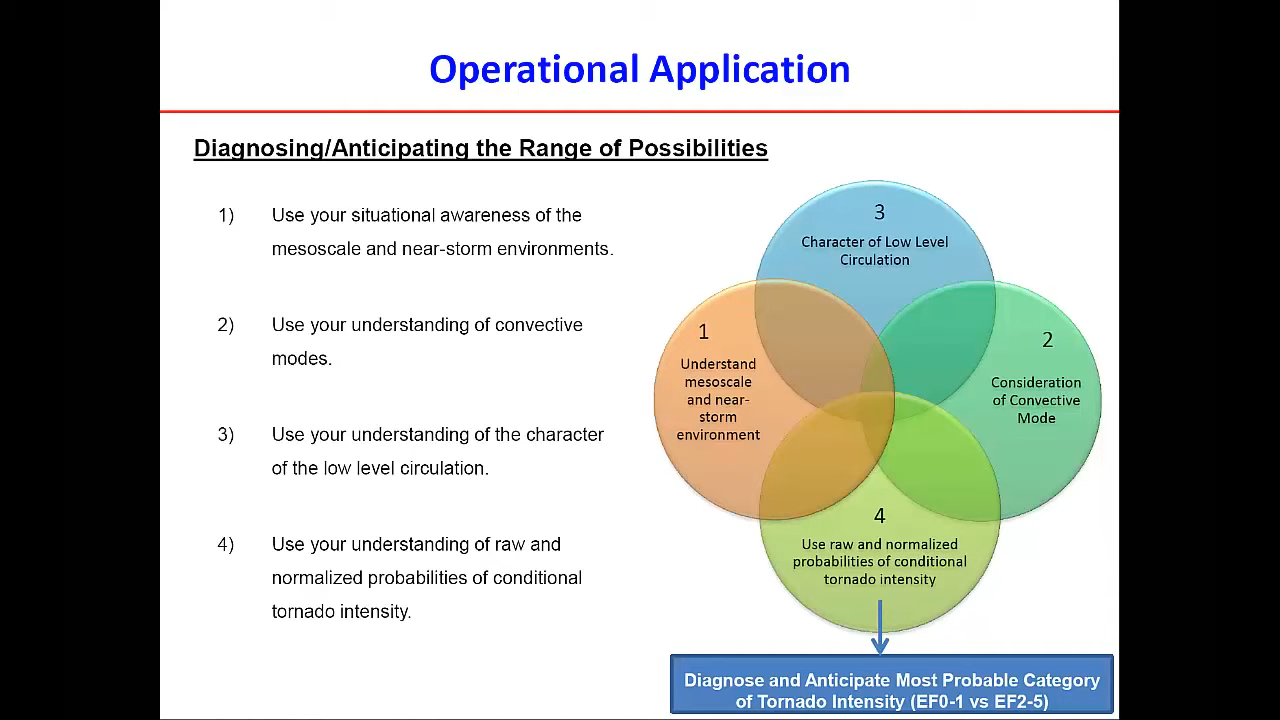 Operational Application
Diagnosing/Anticipating the Range of Possibilities
1) Use your situational awareness of the
mesoscale and near-storm environments.
2) Use your understanding of convective
modes.
3) Use your understanding of the character
of the low level circulation.
4) Use your understanding of raw and
normalized probabilities of conditional
tornado intensity.
3
Character of Low Level
Circulation
1
Understand
mesoscale
and near-
storm
environment
2
Consideration
of Convective
Mode
4
Use raw and normalized
probabilities of conditional
tornado intensity
Diagnose and Anticipate Most Probable Category
of Tornado Intensity (EF0-1 vs EF2-5)